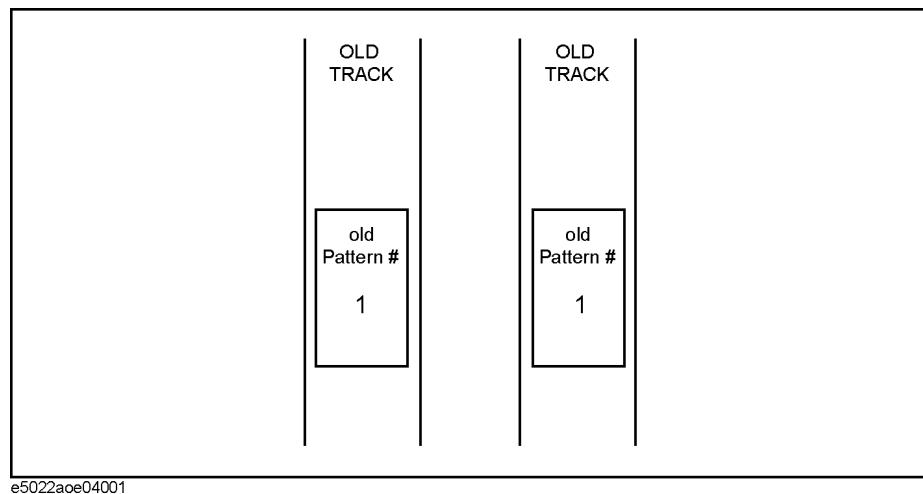 OLD
TRACK
OLD
TRACK
old
Pattern #
1
old
Pattern #
1
e5022aoe04001